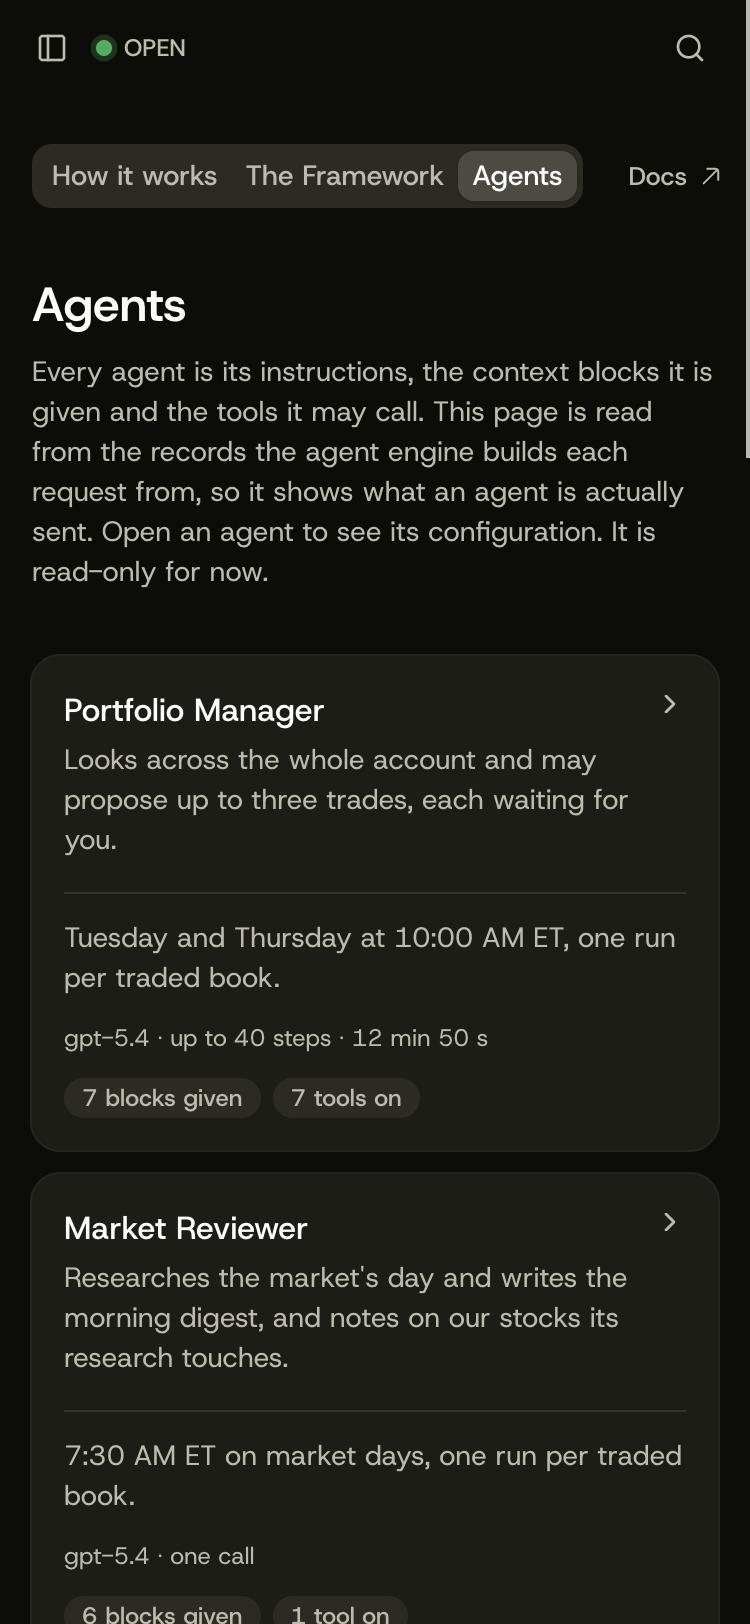 OPEN
How it works The Framework Agents Docs
Agents
Every agent is its instructions, the context blocks it is
given and the tools it may call. This page is read
from the records the agent engine builds each
request from, so it shows what an agent is actually
sent. Open an agent to see its configuration. It is
read-only for now.
Portfolio Manager
Looks across the whole account and may
propose up to three trades, each waiting for
you.
Tuesday and Thursday at 10:00 AM ET, one run
per traded book.
gpt-5.4 · up to 40 steps · 12 min 50 s
7 blocks given 7 tools on
Market Reviewer
Researches the market's day and writes the
morning digest, and notes on our stocks its
research touches.
7:30 AM ET on market days, one run per traded
book.
gpt-5.4 · one call
6 blocks given 1 tool on